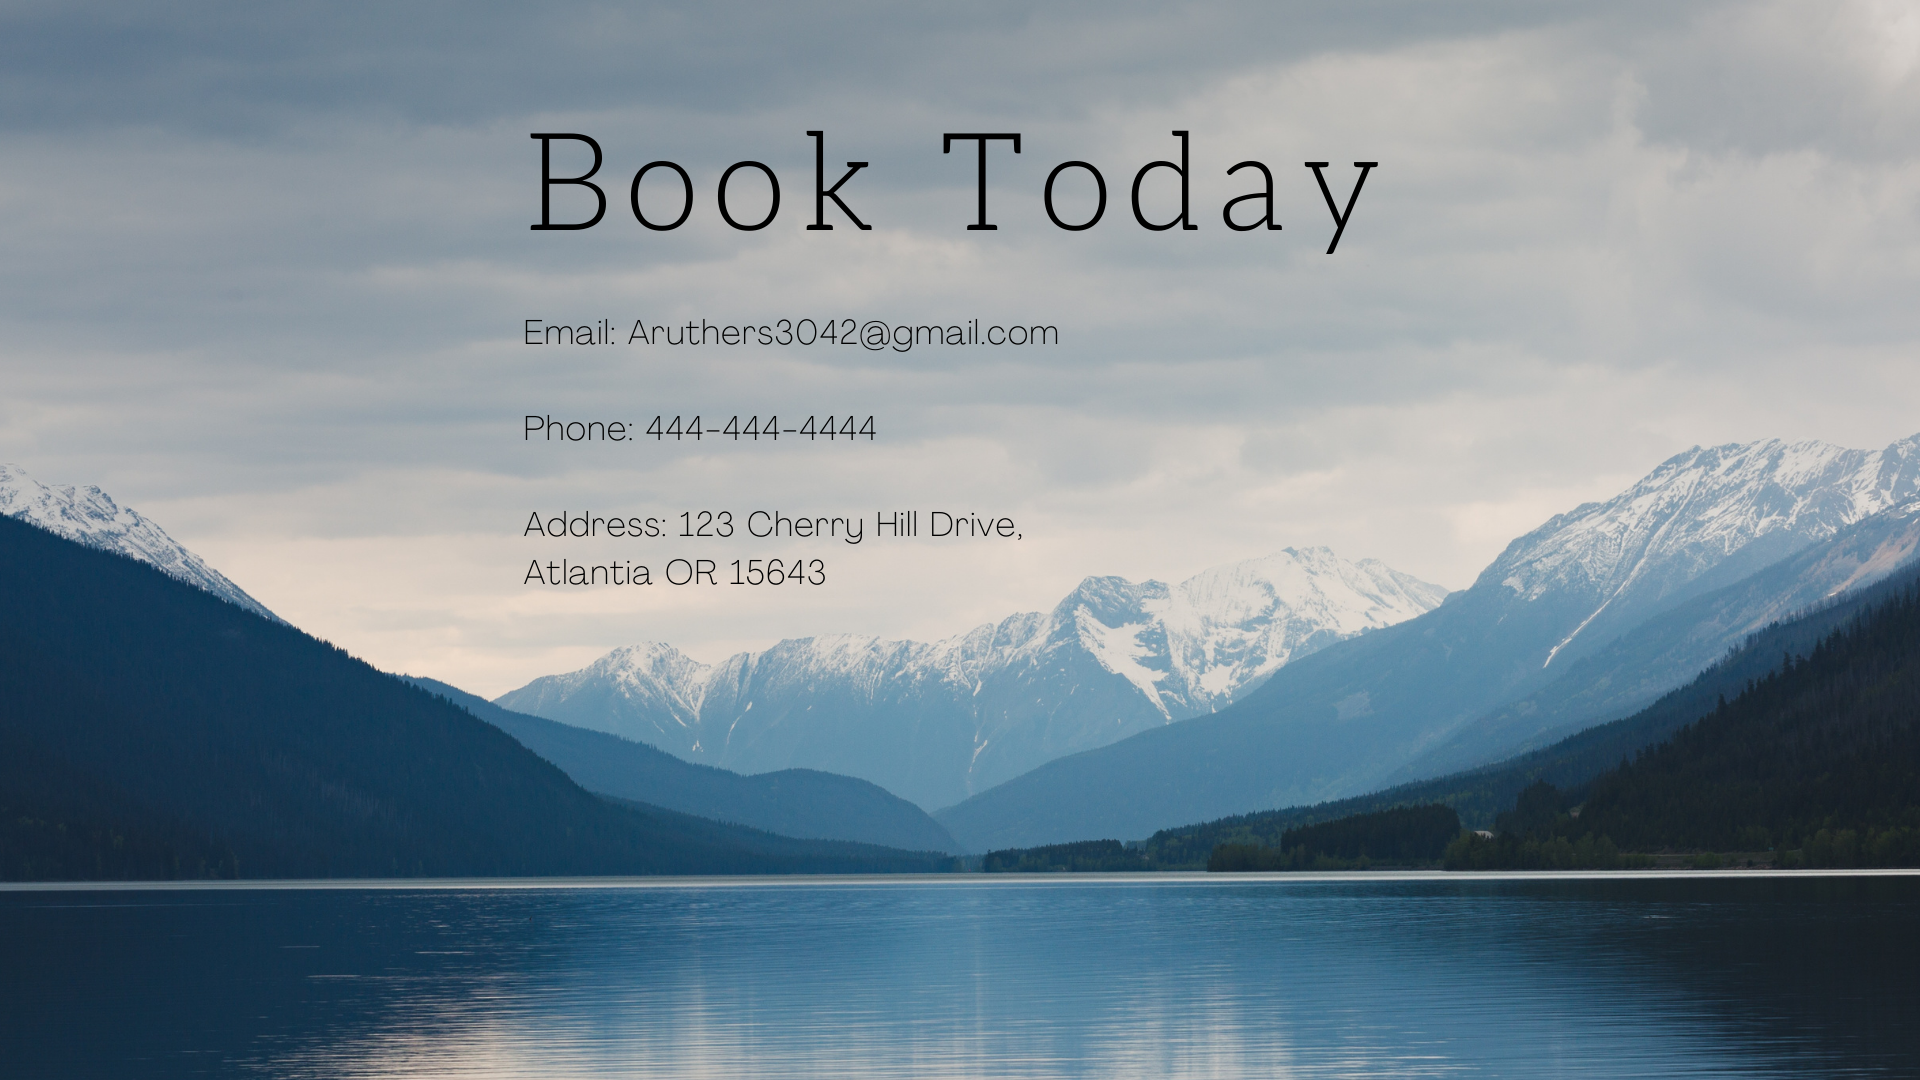 Book Today
Email: Aruthers3042@gmail.com
Phone: 444-444-4444
Address: 123 Cherry Hill Drive,
Atlantia OR 15643